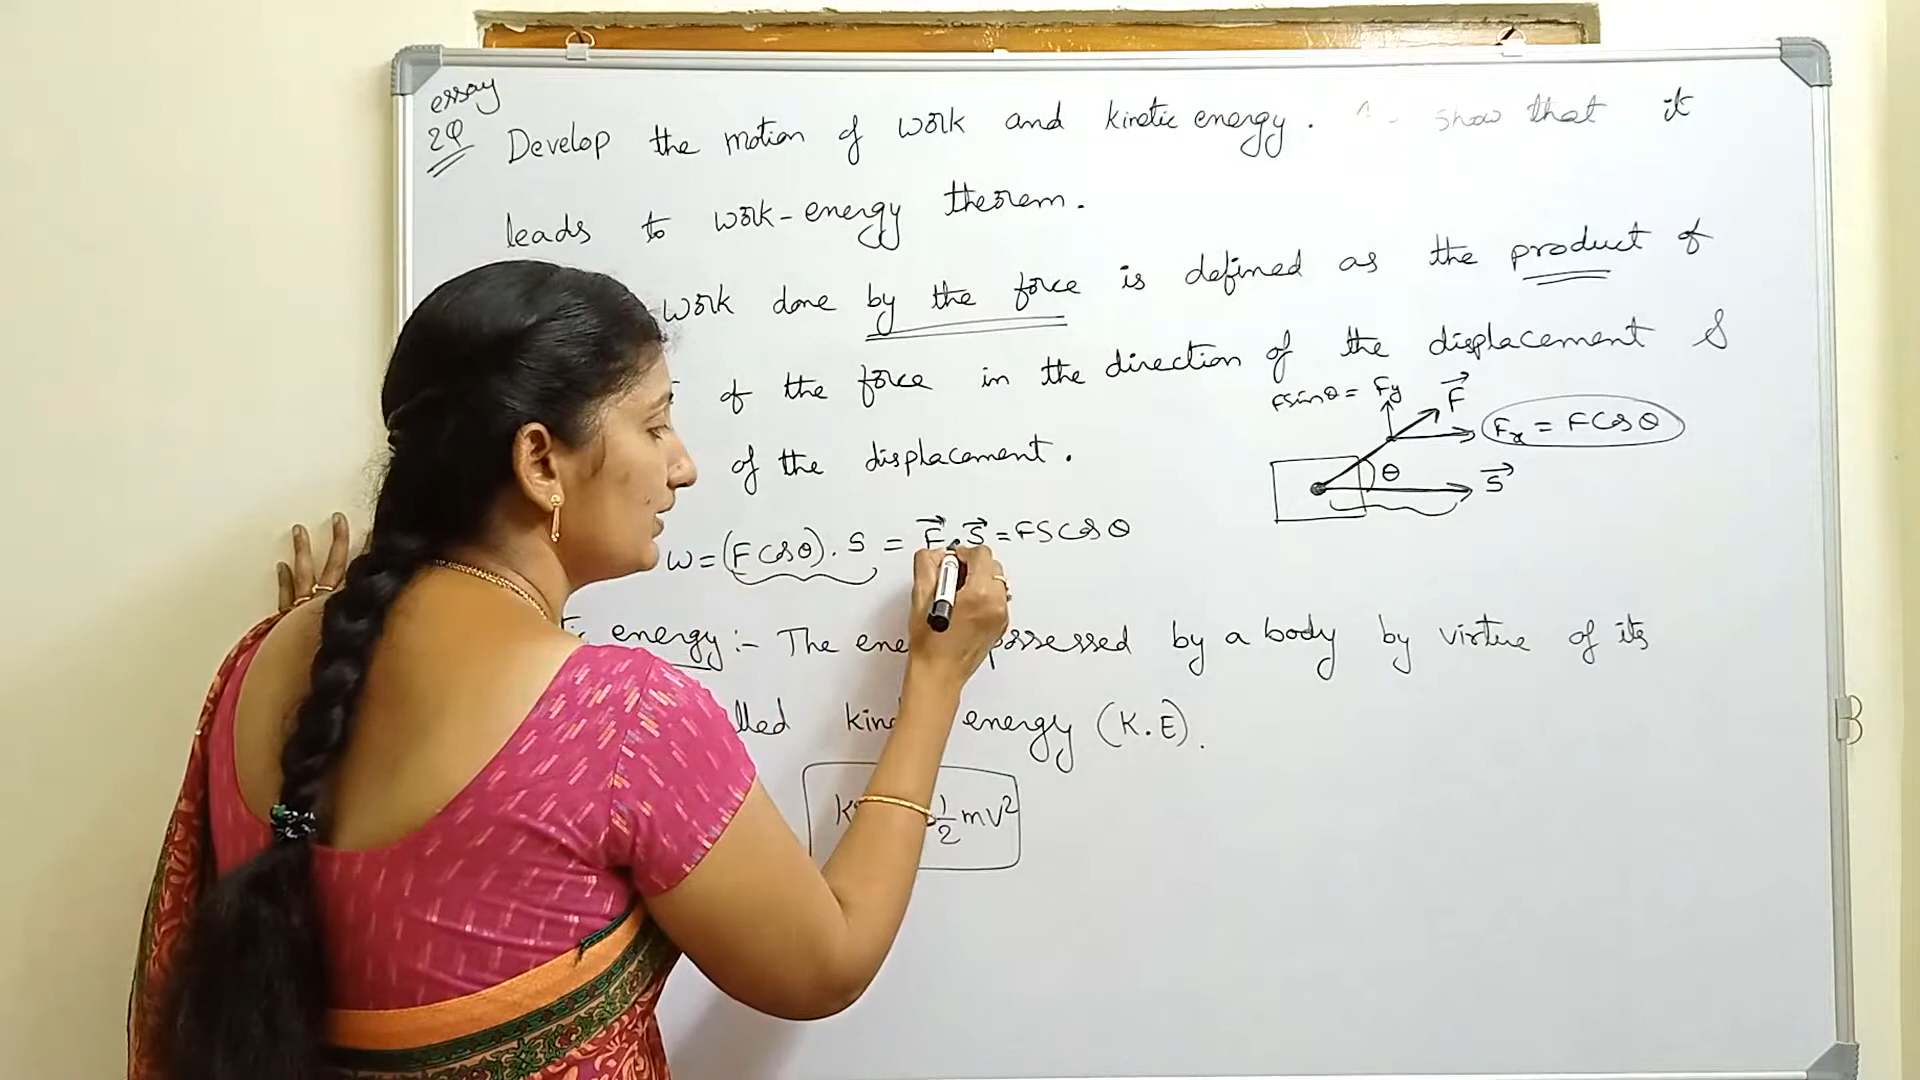 essay
2Q Develop the motion of work and kinetic energy. show that it
leads to work-energy theorem.
work done by the force is defined as the product of
of the force in the direction of the displacement &
of the displacement.
Fsinθ = Fy F⃗
Fx = Fcosθ
θ S⃗
W = (Fcosθ). S = F⃗.S⃗ = FScosθ
energy :- The possessed by a body by virtue of its
energy (K.E).
K 1/2 mv²